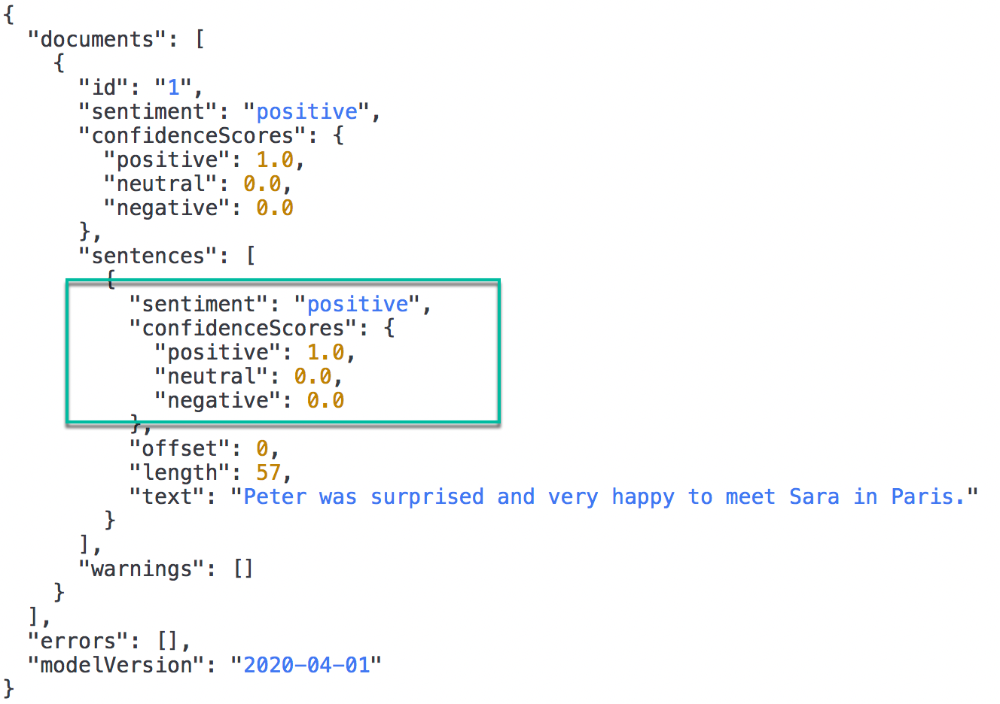 {
  "documents": [
    {
      "id": "1",
      "sentiment": "positive",
      "confidenceScores": {
        "positive": 1.0,
        "neutral": 0.0,
        "negative": 0.0
      },
      "sentences": [
        {
          "sentiment": "positive",
          "confidenceScores": {
            "positive": 1.0,
            "neutral": 0.0,
            "negative": 0.0
          },
          "offset": 0,
          "length": 57,
          "text": "Peter was surprised and very happy to meet Sara in Paris."
        }
      ],
      "warnings": []
    }
  ],
  "errors": [],
  "modelVersion": "2020-04-01"
}